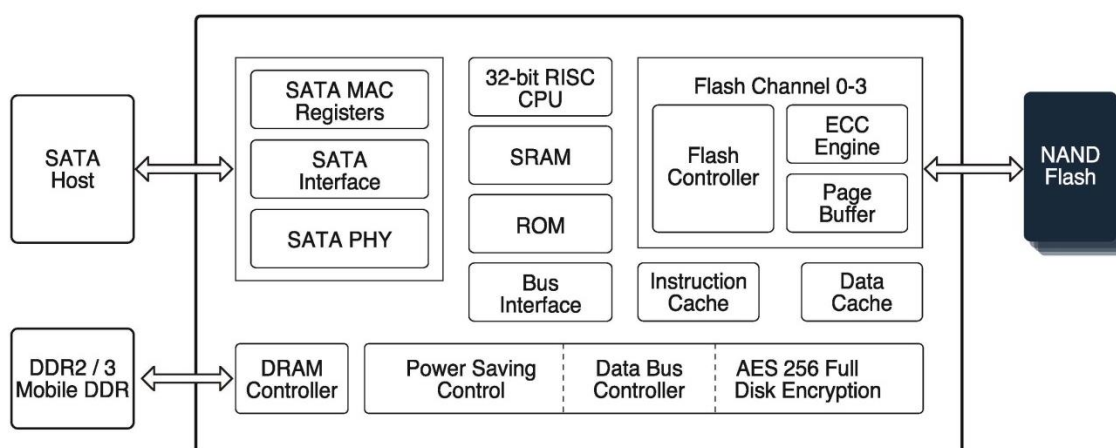 SATA
Host
DDR2 / 3
Mobile DDR
SATA MAC
Registers
SATA
Interface
SATA PHY
DRAM
Controller
32-bit RISC
CPU
SRAM
ROM
Bus
Interface
Flash Channel 0-3
Flash
Controller
ECC
Engine
Page
Buffer
Instruction
Cache
Data
Cache
Power Saving
Control
Data Bus
Controller
AES 256 Full
Disk Encryption
NAND
Flash